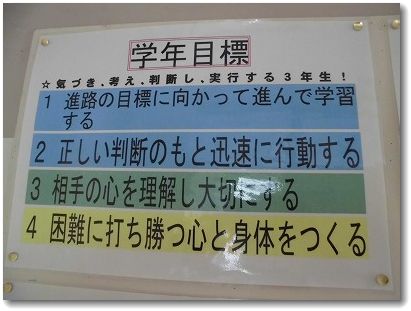 学年目標
☆気づき、考え、判断し、実行する3年生!
1 進路の目標に向かって進んで学習
する
2 正しい判断のもと迅速に行動する
3 相手の心を理解し大切にする
4 困難に打ち勝つ心と身体をつくる